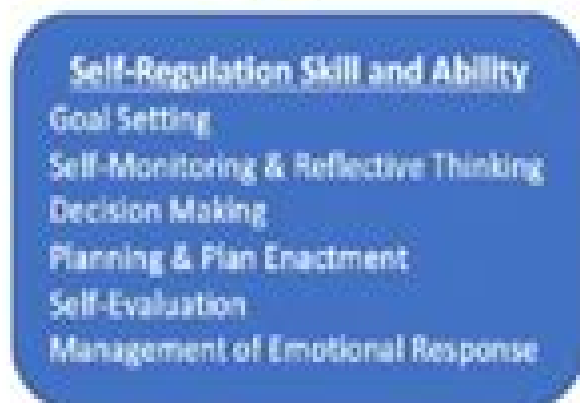 Self-Regulation Skill and Ability
Goal Setting
Self-Monitoring & Reflective Thinking
Decision Making
Planning & Plan Enactment
Self-Evaluation
Management of Emotional Response